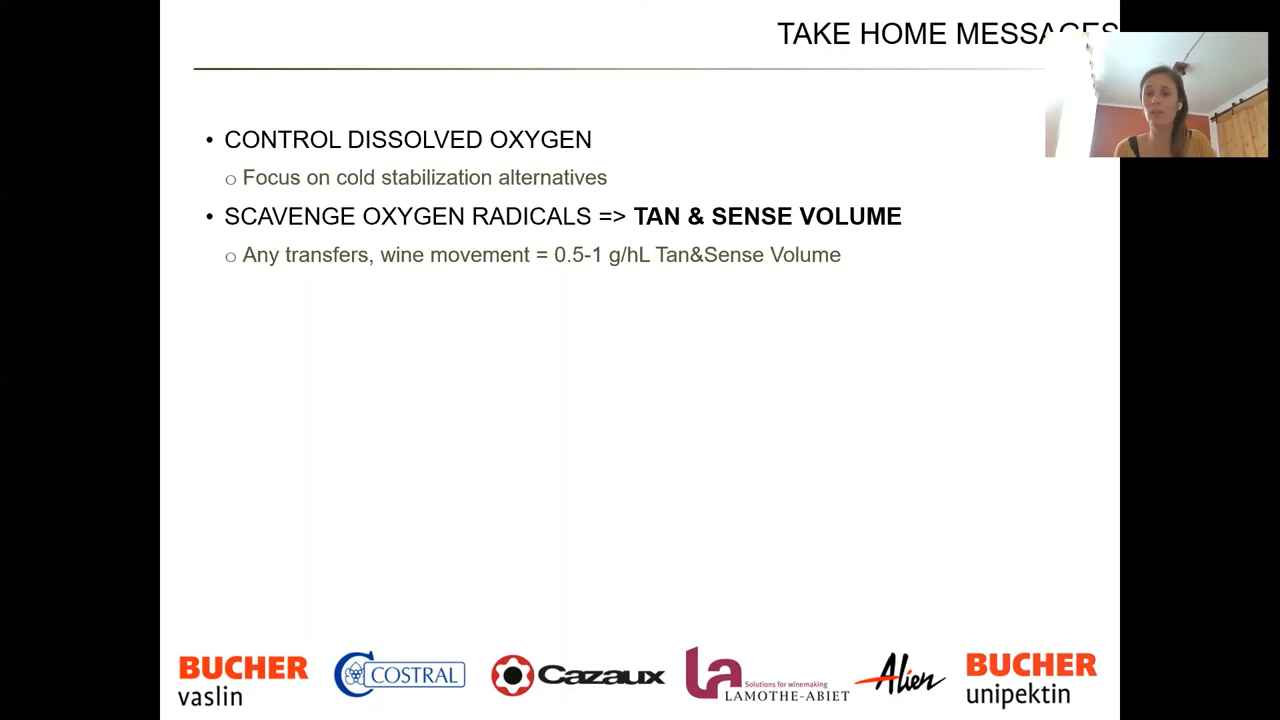 TAKE HOME MESSAGES
• CONTROL DISSOLVED OXYGEN
o Focus on cold stabilization alternatives
• SCAVENGE OXYGEN RADICALS => TAN & SENSE VOLUME
o Any transfers, wine movement = 0.5-1 g/hL Tan&Sense Volume
BUCHER
vaslin
COSTRAL
Cazaux
La
Solutions for winemaking
LAMOTHE-ABIET
Alien
BUCHER
unipektin